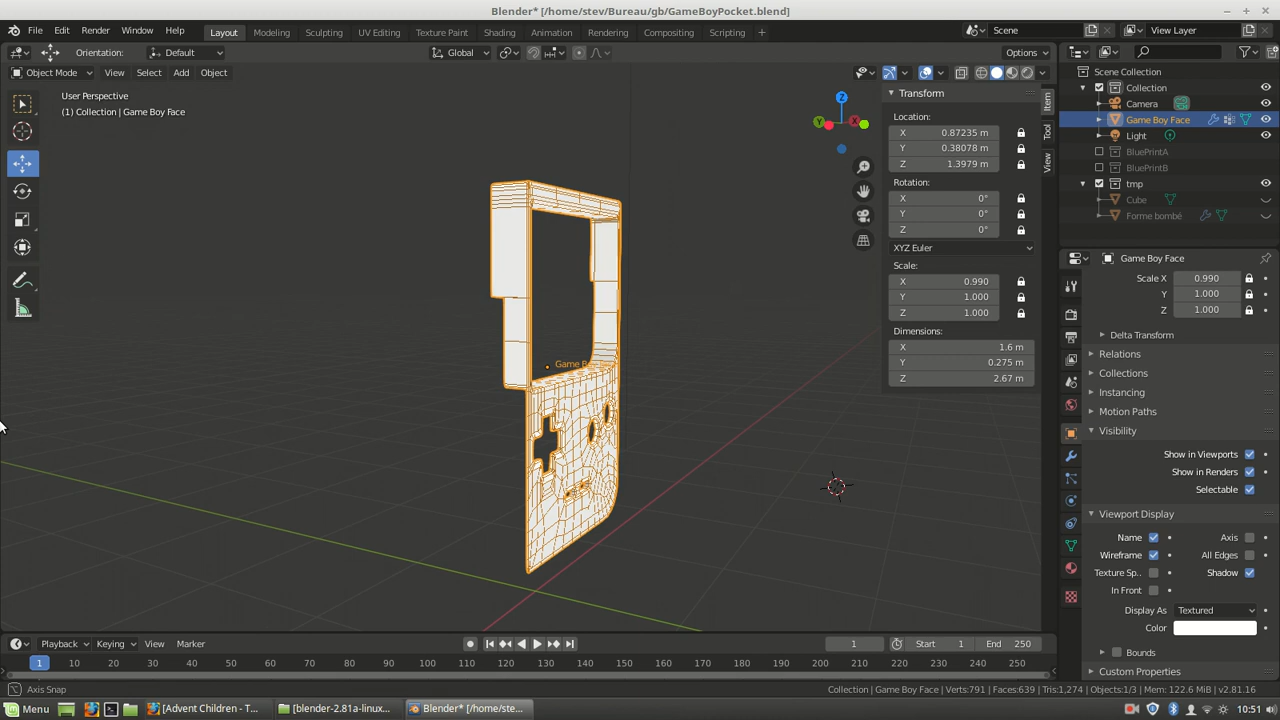 Blender* [/home/stev/Bureau/gb/GameBoyPocket.blend]
File Edit Render Window Help Layout Modeling Sculpting UV Editing Texture Paint Shading Animation Rendering Compositing Scripting Scene View Layer
Orientation: Default Global Options
Object Mode View Select Add Object
User Perspective
(1) Collection | Game Boy Face
Z
Y
X
Game B
Transform
Location:
X 0.87235 m
Y 0.38078 m
Z 1.3979 m
Rotation:
X 0°
Y 0°
Z 0°
XYZ Euler
Scale:
X 0.990
Y 1.000
Z 1.000
Dimensions:
X 1.6 m
Y 0.275 m
Z 2.67 m
Item
Tool
View
Scene Collection
Collection
Camera
Game Boy Face
Light
BluePrintA
BluePrintB
tmp
Cube
Forme bombé
Game Boy Face
Scale X 0.990
Y 1.000
Z 1.000
Delta Transform
Relations
Collections
Instancing
Motion Paths
Visibility
Show in Viewports
Show in Renders
Selectable
Viewport Display
Name Axis
Wireframe All Edges
Texture Sp.. Shadow
In Front
Display As Textured
Color
Bounds
Custom Properties
Playback Keying View Marker 1 Start 1 End 250
1 10 20 30 40 50 60 70 80 90 100 110 120 130 140 150 160 170 180 190 200 210 220 230 240 250
Axis Snap Collection | Game Boy Face | Verts:791 | Faces:639 | Tris:1,274 | Objects:1/3 | Mem: 122.6 MiB | v2.81.16
Menu [Advent Children - T... [blender-2.81a-linux... Blender* [/home/ste... 10:51